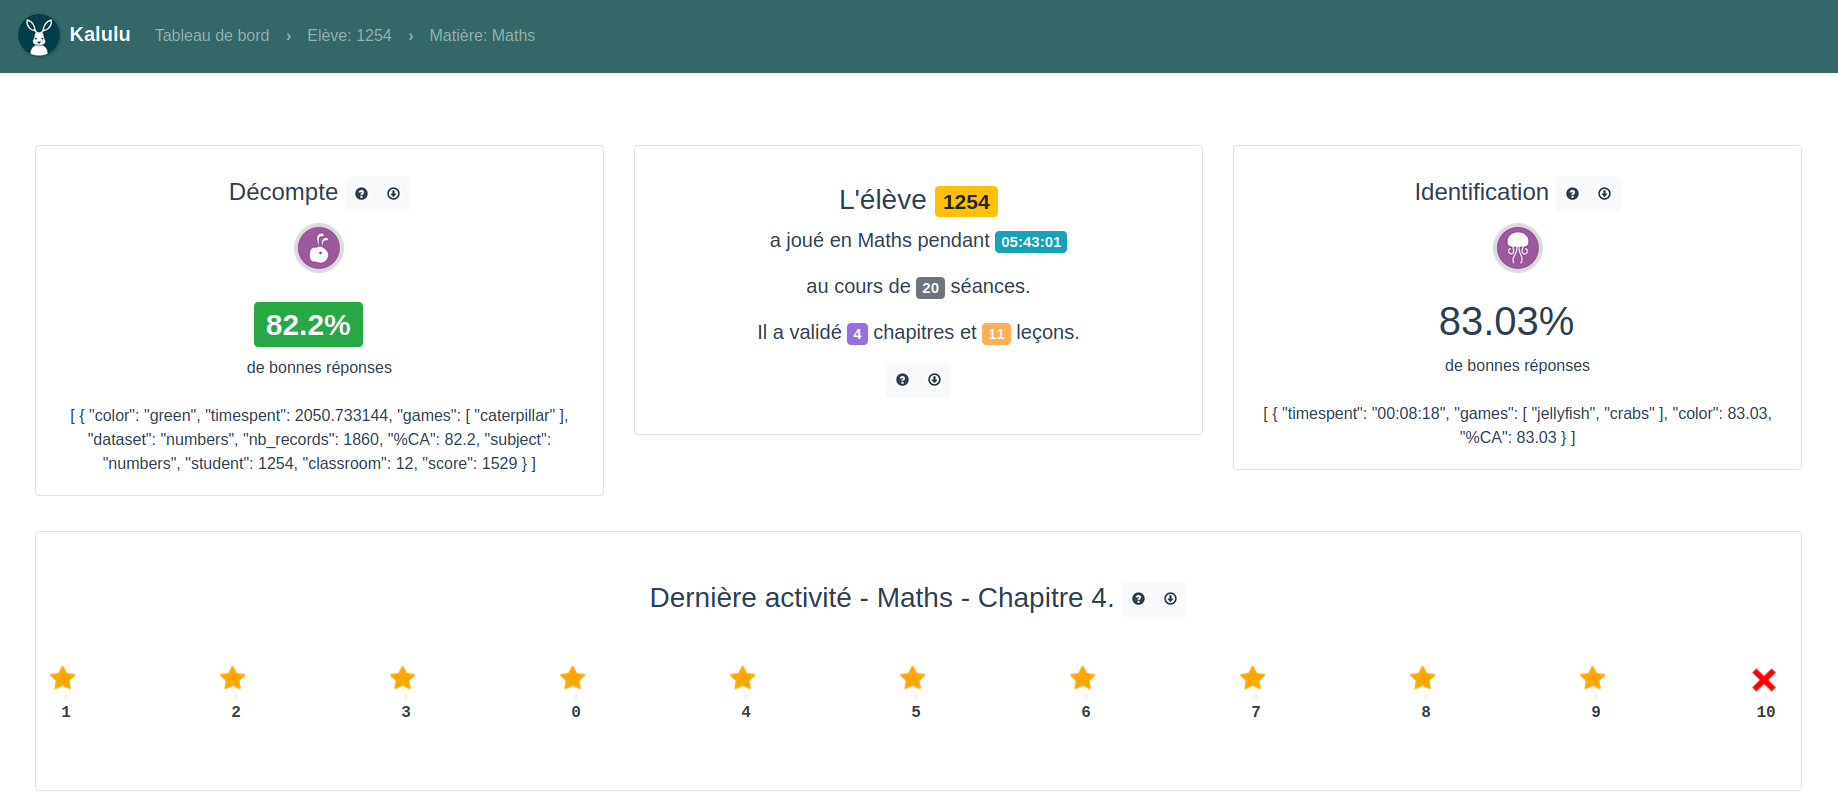 Kalulu Tableau de bord › Elève: 1254 › Matière: Maths
Décompte
82.2%
de bonnes réponses
[ { "color": "green", "timespent": 2050.733144, "games": [ "caterpillar" ],
"dataset": "numbers", "nb_records": 1860, "%CA": 82.2, "subject":
"numbers", "student": 1254, "classroom": 12, "score": 1529 } ]
L'élève 1254
a joué en Maths pendant 05:43:01
au cours de 20 séances.
Il a validé 4 chapitres et 11 leçons.
Identification
83.03%
de bonnes réponses
[ { "timespent": "00:08:18", "games": [ "jellyfish", "crabs" ], "color": 83.03,
"%CA": 83.03 } ]
Dernière activité - Maths - Chapitre 4.
1 2 3 0 4 5 6 7 8 9 10